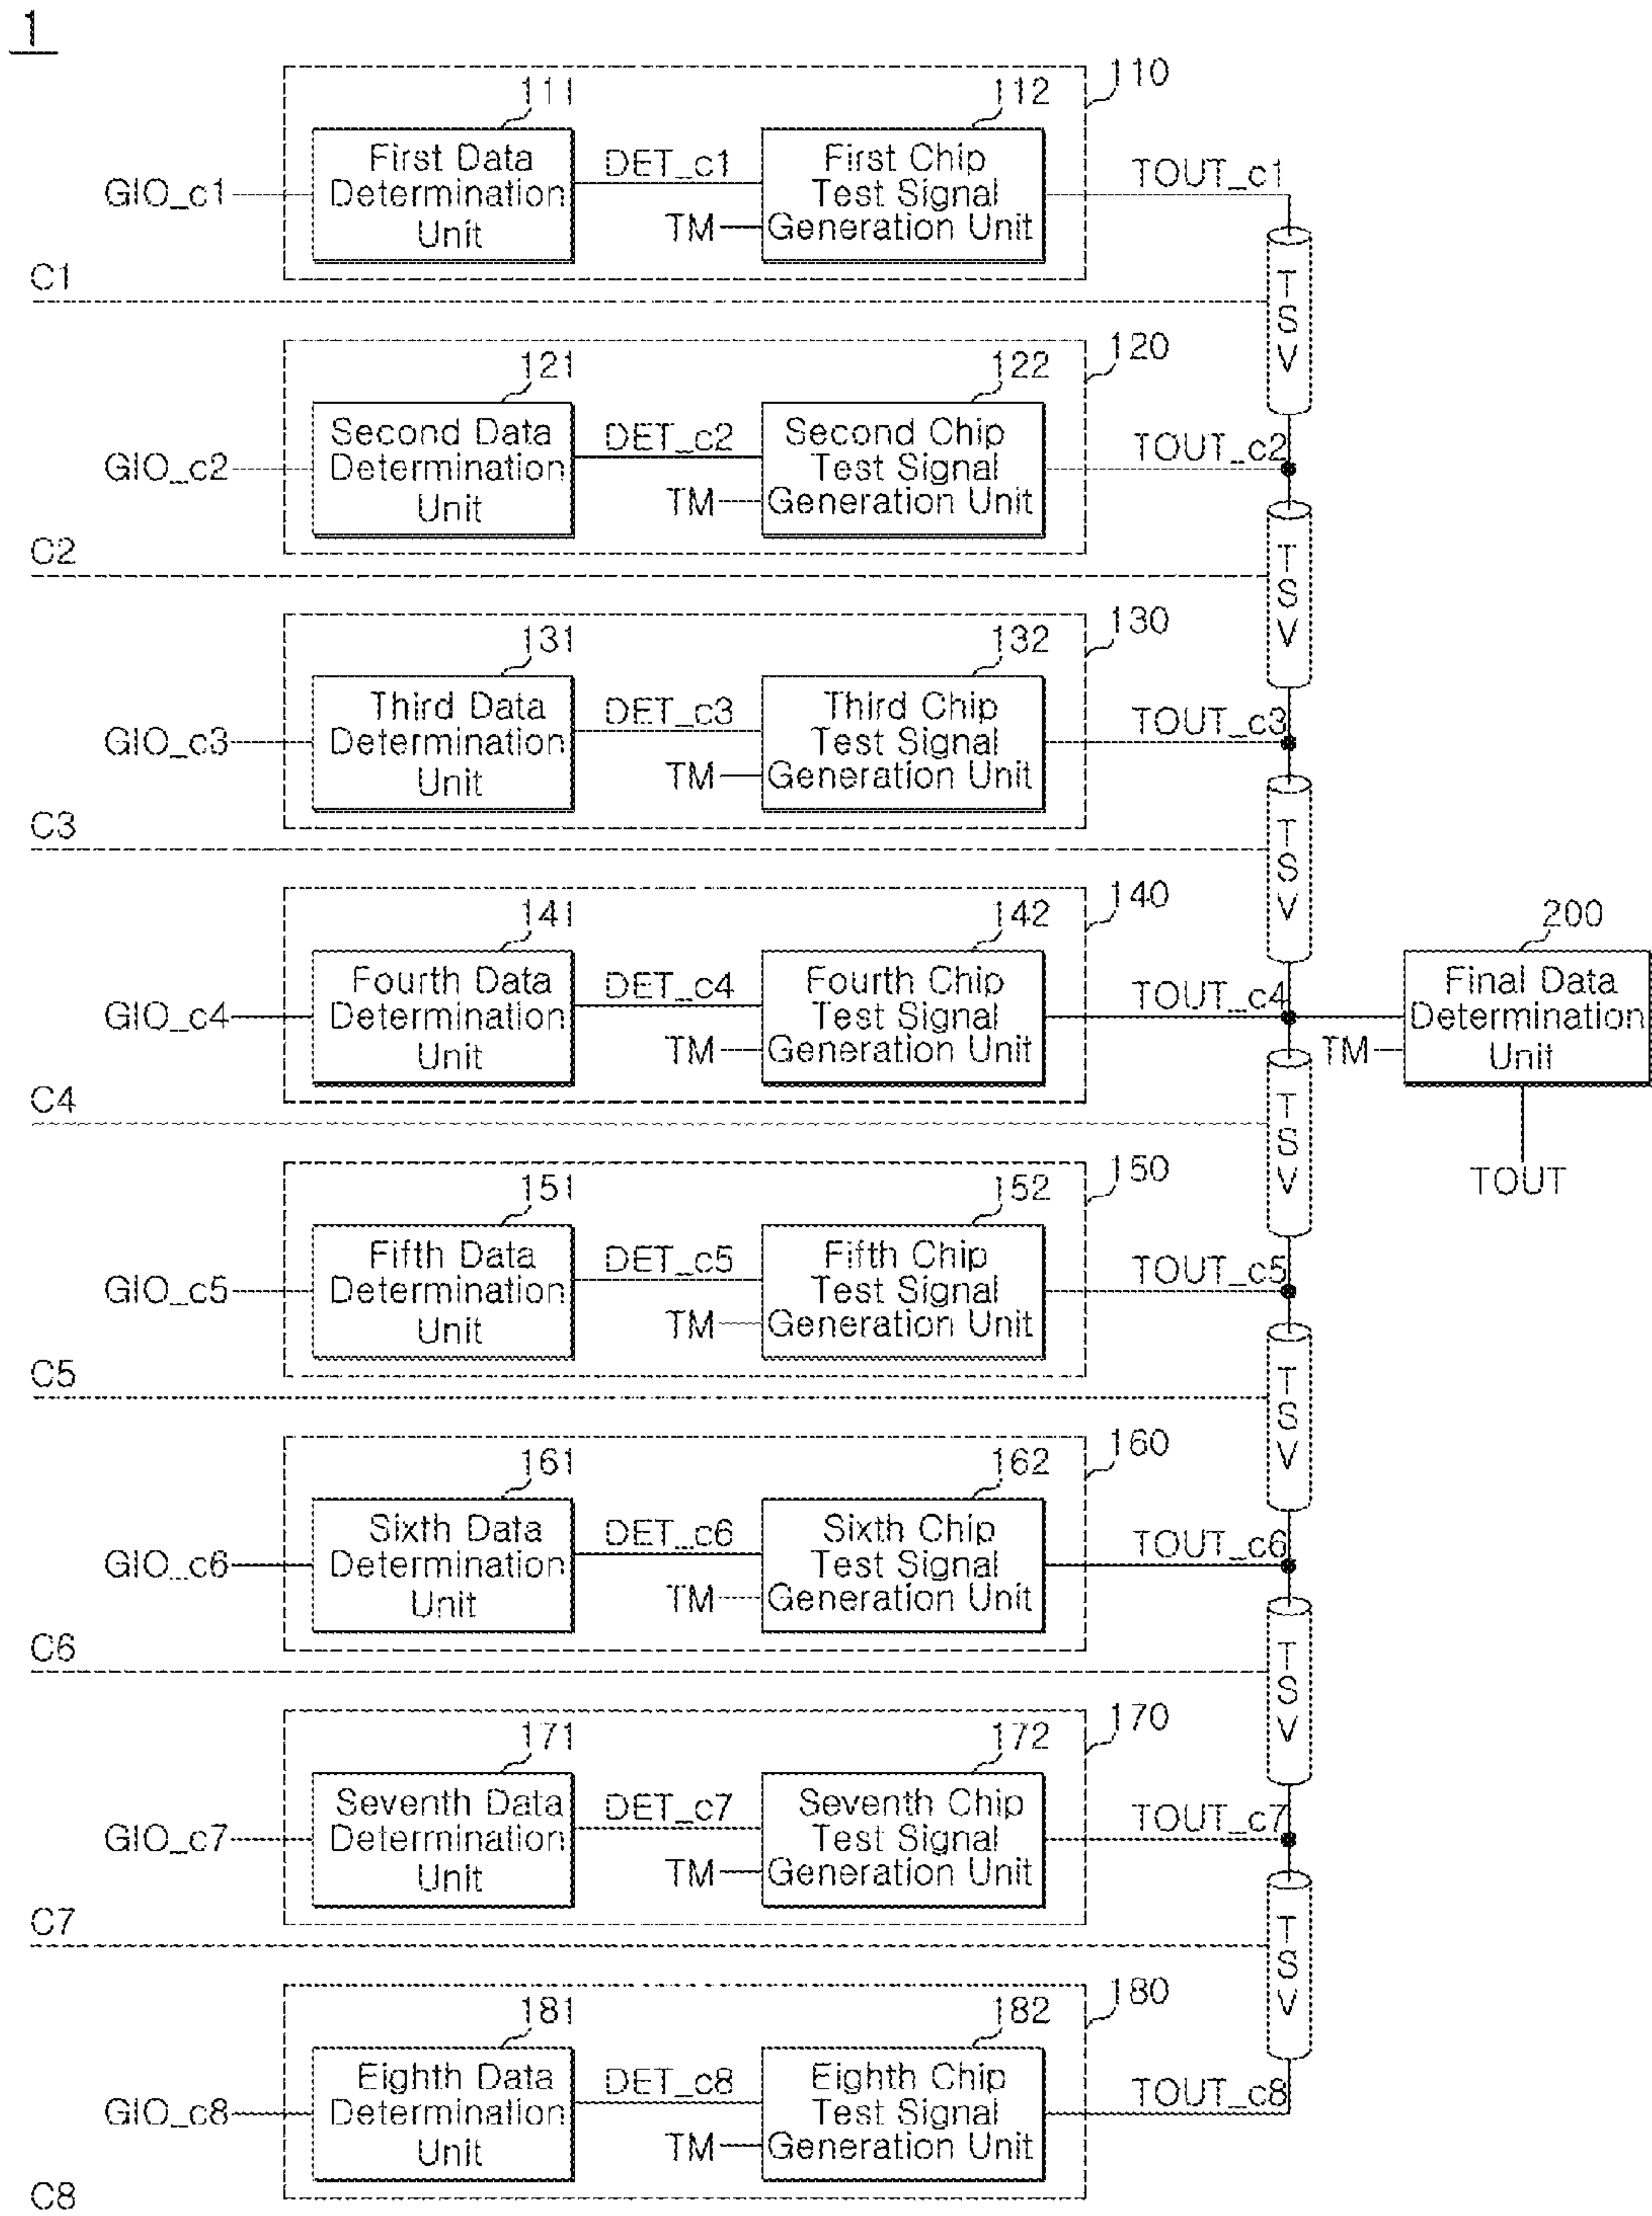 1
110
111
112
First Data
Determination
Unit
First Chip
Test Signal
Generation Unit
GIO_c1
DET_c1
TM
TOUT_c1
C1
TSV
120
121
122
Second Data
Determination
Unit
Second Chip
Test Signal
Generation Unit
GIO_c2
DET_c2
TM
TOUT_c2
C2
TSV
130
131
132
Third Data
Determination
Unit
Third Chip
Test Signal
Generation Unit
GIO_c3
DET_c3
TM
TOUT_c3
C3
TSV
140
141
142
200
Fourth Data
Determination
Unit
Fourth Chip
Test Signal
Generation Unit
Final Data
Determination
Unit
GIO_c4
DET_c4
TM
TOUT_c4
TM
TOUT
C4
TSV
150
151
152
Fifth Data
Determination
Unit
Fifth Chip
Test Signal
Generation Unit
GIO_c5
DET_c5
TM
TOUT_c5
C5
TSV
160
161
162
Sixth Data
Determination
Unit
Sixth Chip
Test Signal
Generation Unit
GIO_c6
DET_c6
TM
TOUT_c6
C6
TSV
170
171
172
Seventh Data
Determination
Unit
Seventh Chip
Test Signal
Generation Unit
GIO_c7
DET_c7
TM
TOUT_c7
C7
TSV
180
181
182
Eighth Data
Determination
Unit
Eighth Chip
Test Signal
Generation Unit
GIO_c8
DET_c8
TM
TOUT_c8
C8